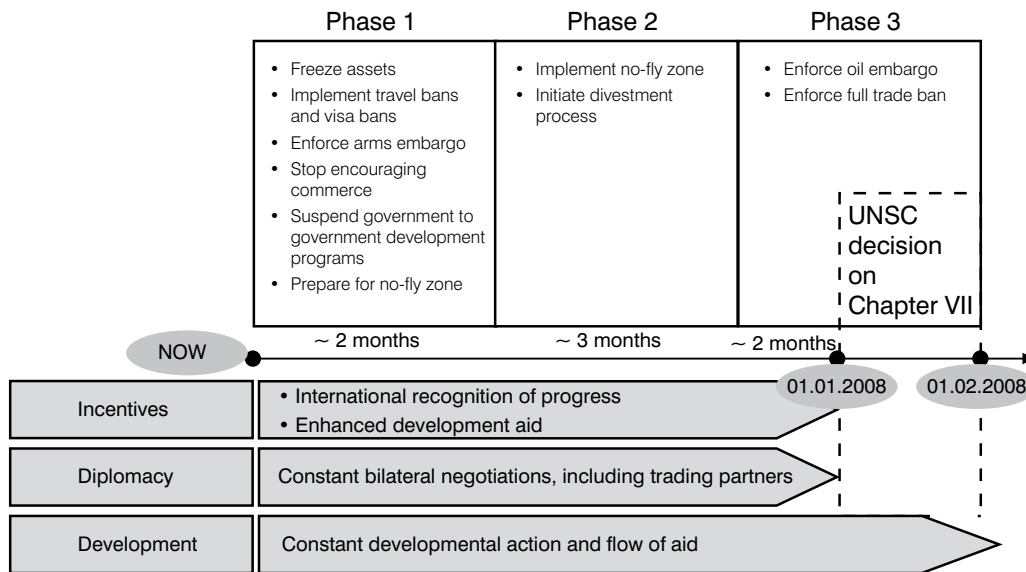 Phase 1
Phase 2
Phase 3
• Freeze assets
• Implement travel bans
and visa bans
• Enforce arms embargo
• Stop encouraging
commerce
• Suspend government to
government development
programs
• Prepare for no-fly zone
• Implement no-fly zone
• Initiate divestment
process
• Enforce oil embargo
• Enforce full trade ban
UNSC
decision
on
Chapter VII
~ 2 months
~ 3 months
~ 2 months
NOW
01.01.2008
01.02.2008
Incentives
• International recognition of progress
• Enhanced development aid
Diplomacy
Constant bilateral negotiations, including trading partners
Development
Constant developmental action and flow of aid